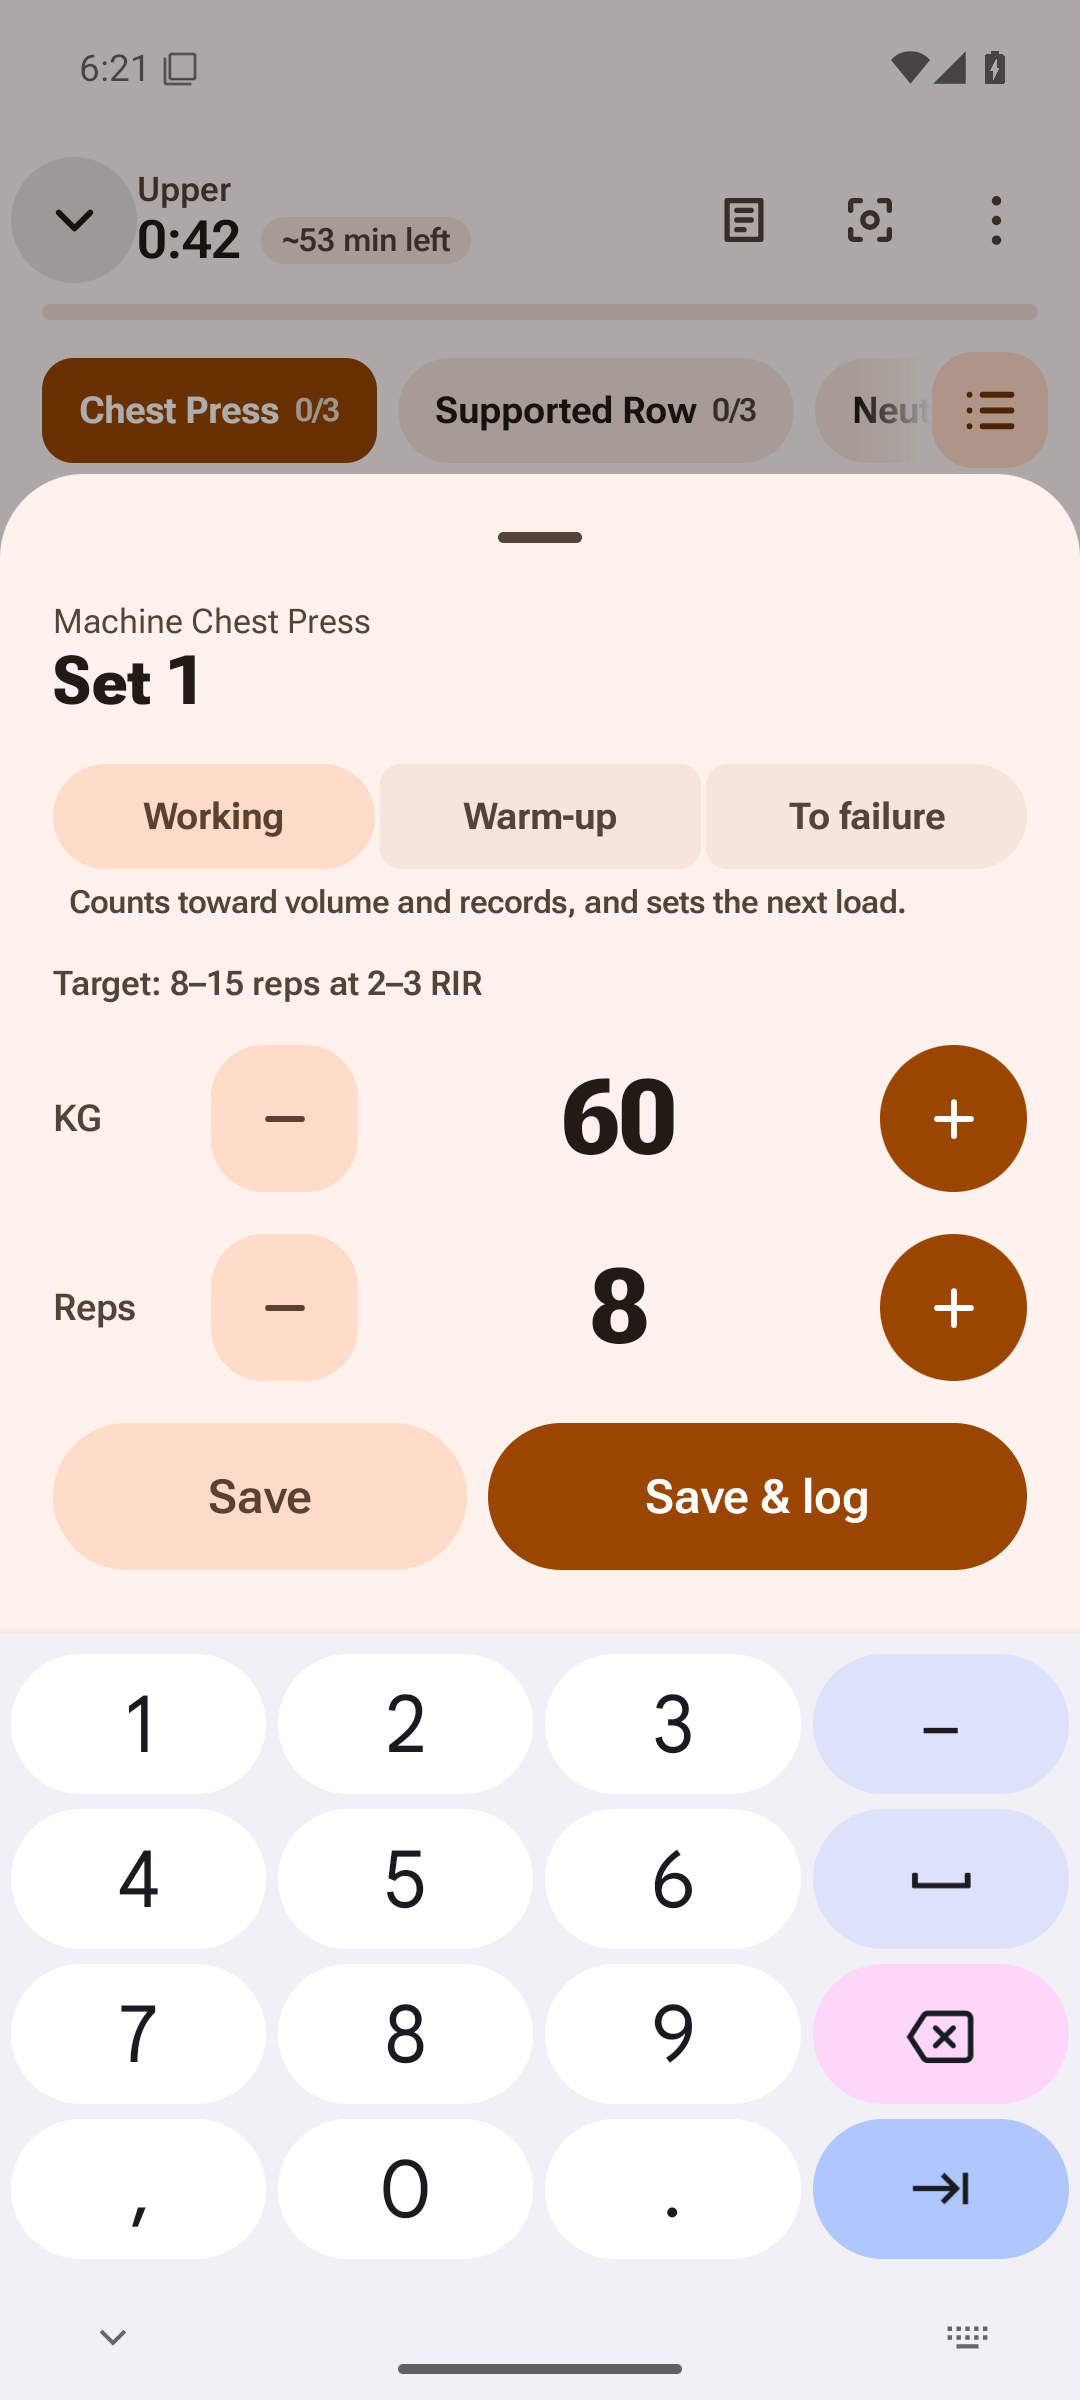 6:21
Upper
0:42 ~53 min left
Chest Press 0/3 Supported Row 0/3 Neut
Machine Chest Press
Set 1
Working Warm-up To failure
Counts toward volume and records, and sets the next load.
Target: 8–15 reps at 2–3 RIR
KG − 60 +
Reps − 8 +
Save Save & log
1 2 3 –
4 5 6
7 8 9
, 0 .